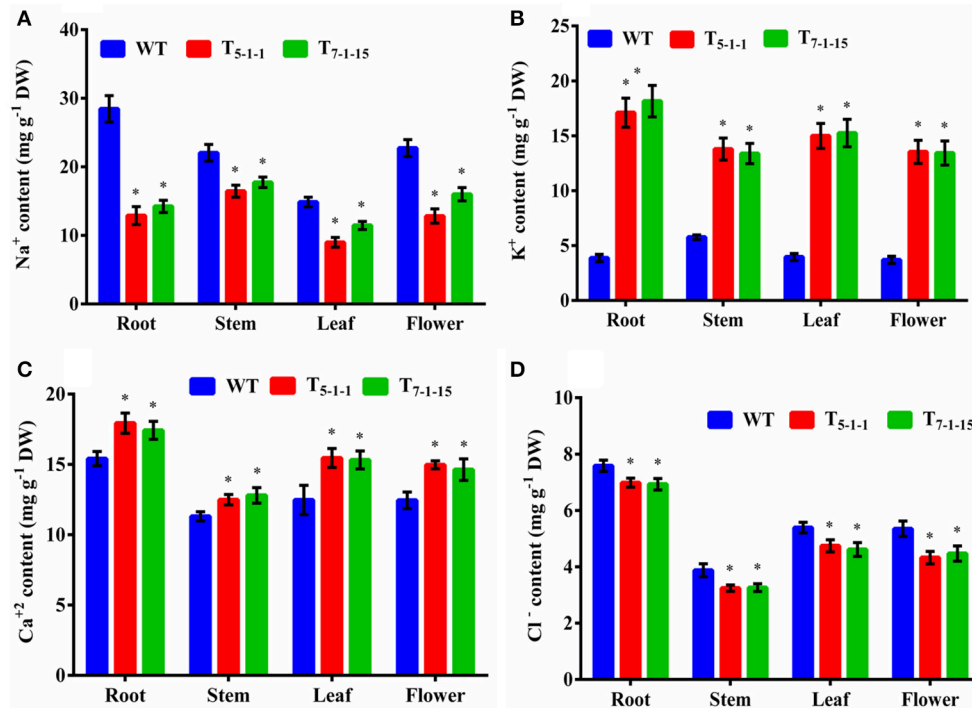 A
WT T5-1-1 T7-1-15
Na+ content (mg g-1 DW)
40
30
20
10
0
* * * * * * * *
Root Stem Leaf Flower
B
WT T5-1-1 T7-1-15
K+ content (mg g-1 DW)
25
20
15
10
5
0
* * * * * * * *
Root Stem Leaf Flower
C
WT T5-1-1 T7-1-15
Ca+2 content (mg g-1 DW)
20
15
10
5
0
* * * * * * * *
Root Stem Leaf Flower
D
WT T5-1-1 T7-1-15
Cl - content (mg g-1 DW)
10
8
6
4
2
0
* * * * * * * *
Root Stem Leaf Flower